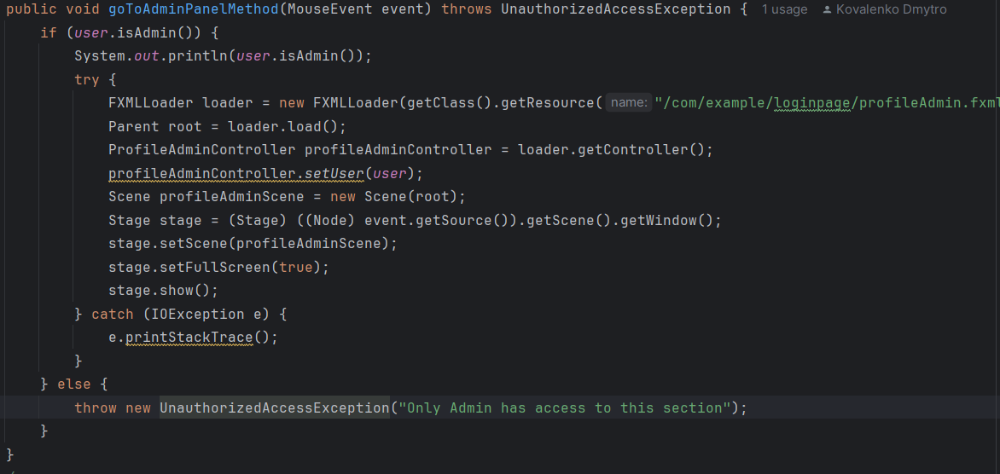 public void goToAdminPanelMethod(MouseEvent event) throws UnauthorizedAccessException { 1 usage Kovalenko Dmytro
    if (user.isAdmin()) {
        System.out.println(user.isAdmin());
        try {
            FXMLLoader loader = new FXMLLoader(getClass().getResource( name: "/com/example/loginpage/profileAdmin.fxml
            Parent root = loader.load();
            ProfileAdminController profileAdminController = loader.getController();
            profileAdminController.setUser(user);
            Scene profileAdminScene = new Scene(root);
            Stage stage = (Stage) ((Node) event.getSource()).getScene().getWindow();
            stage.setScene(profileAdminScene);
            stage.setFullScreen(true);
            stage.show();
        } catch (IOException e) {
            e.printStackTrace();
        }
    } else {
        throw new UnauthorizedAccessException("Only Admin has access to this section");
    }
}